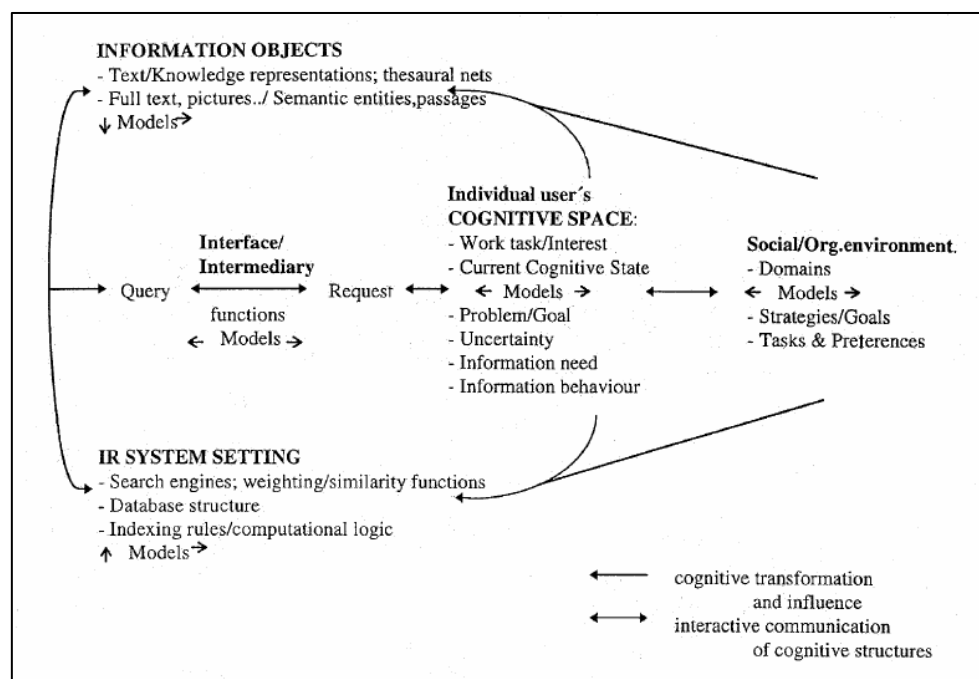 INFORMATION OBJECTS
- Text/Knowledge representations; thesaural nets
- Full text, pictures../ Semantic entities,passages
↓ Models→
Interface/
Intermediary
Query
Request
functions
← Models →
Individual user´s
COGNITIVE SPACE:
- Work task/Interest
- Current Cognitive State
← Models →
- Problem/Goal
- Uncertainty
- Information need
- Information behaviour
Social/Org.environment.
- Domains
← Models →
- Strategies/Goals
- Tasks & Preterences
IR SYSTEM SETTING
- Search engines; weighting/similarity functions
- Database structure
- Indexing rules/computational logic
↑ Models→
cognitive transformation
and influence
interactive communication
of cognitive structures